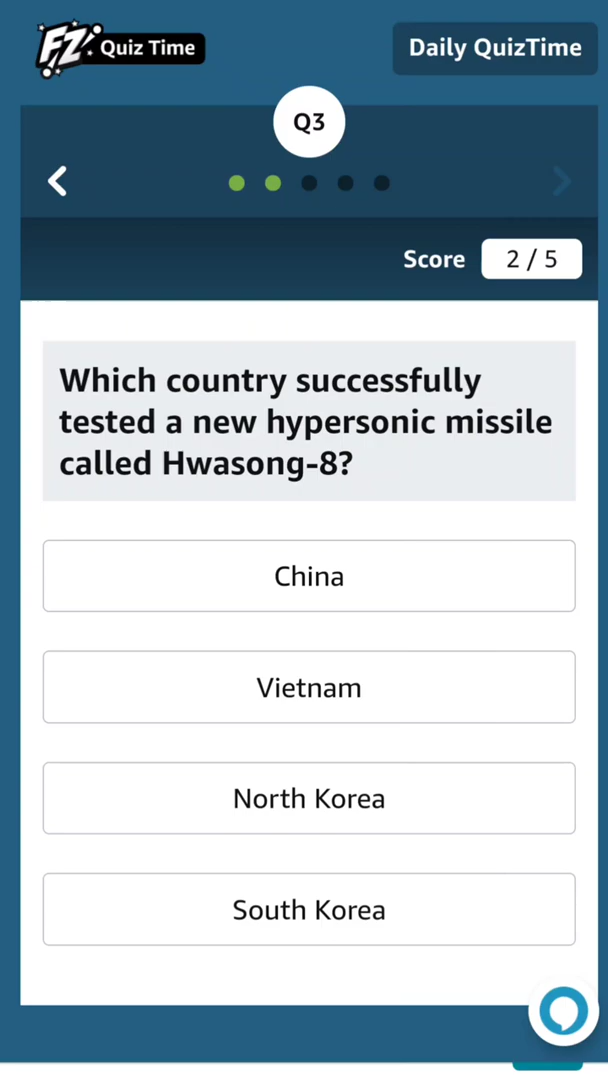 FZ Quiz Time
Daily QuizTime
Q3
Score 2 / 5
Which country successfully
tested a new hypersonic missile
called Hwasong-8?
China
Vietnam
North Korea
South Korea